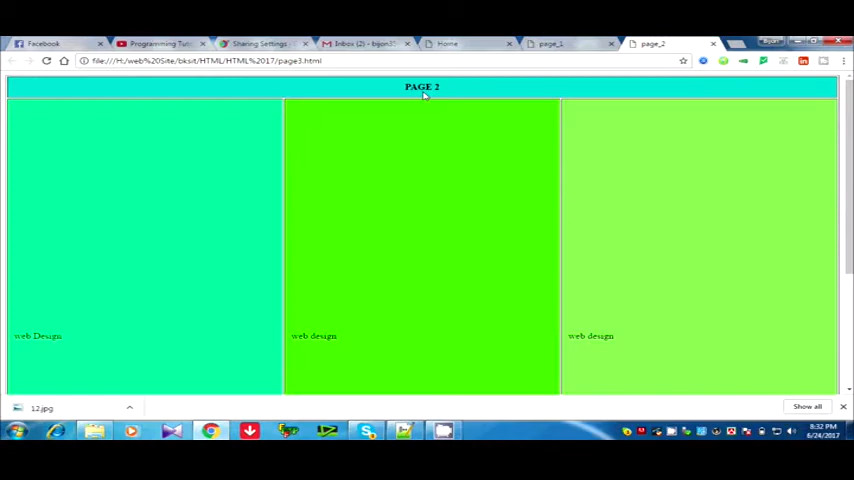 Facebook
Programming Tuto
Sharing Settings
Inbox (2) - bijon35
Home
page_1
page_2
file:///H:/web%20Site/bksit/HTML/HTML%2017/page3.html
PAGE 2
web Design
web design
web design
12.jpg
Show all
8:32 PM
6/24/2017